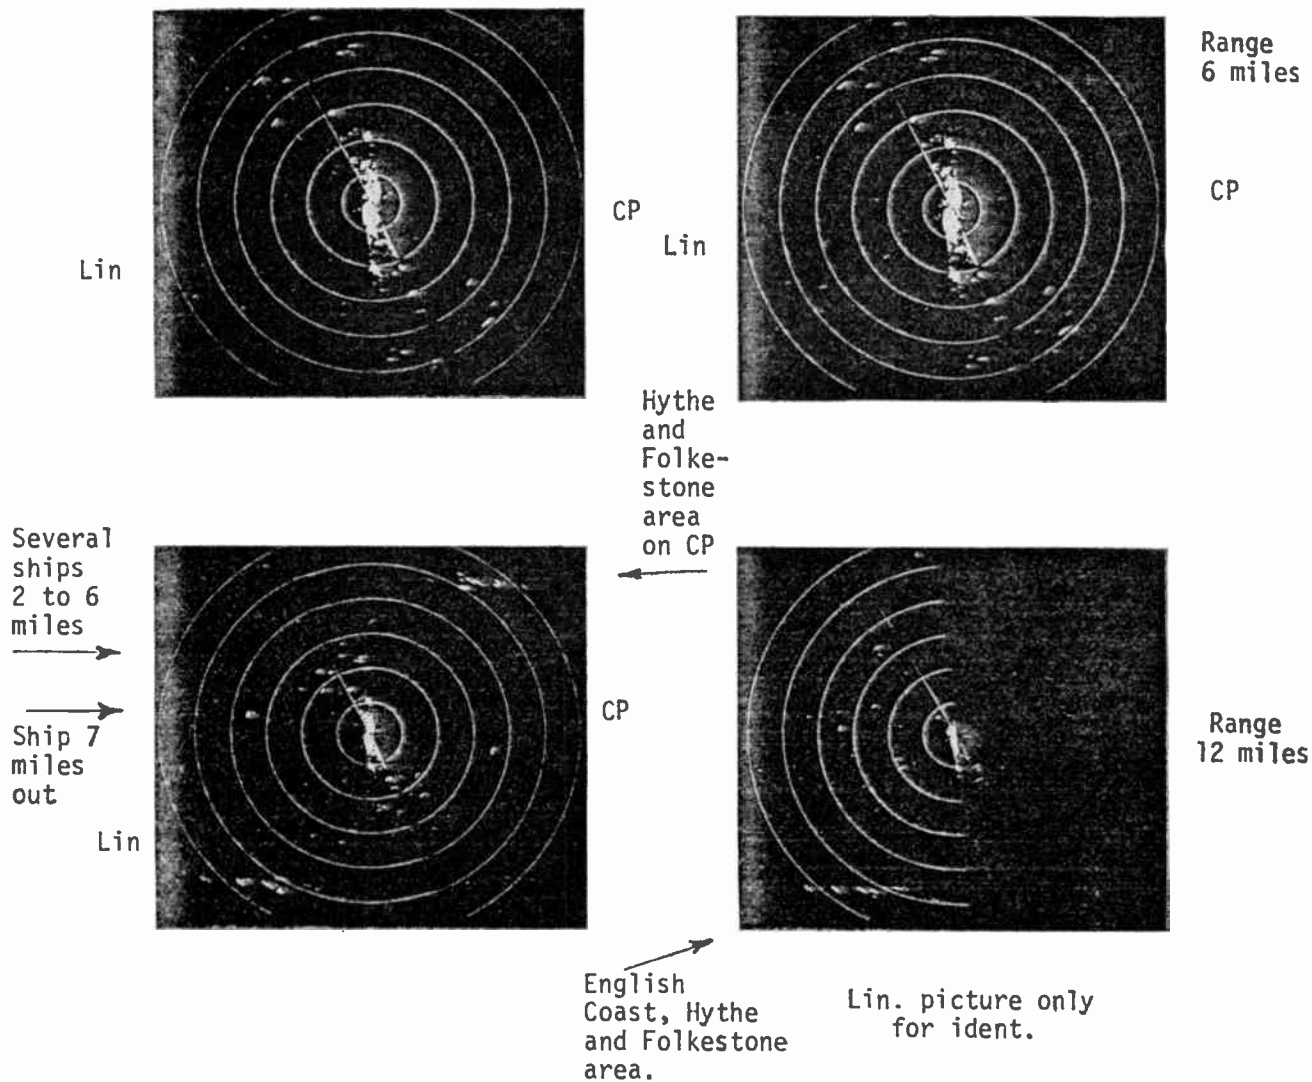 Range
6 miles
CP
CP
Lin
Lin
Hythe
and
Folke-
stone
area
on CP
Several
ships
2 to 6
miles
Ship 7
miles
out
CP
Range
12 miles
Lin
English
Coast, Hythe
and Folkestone
area.
Lin. picture only
for ident.